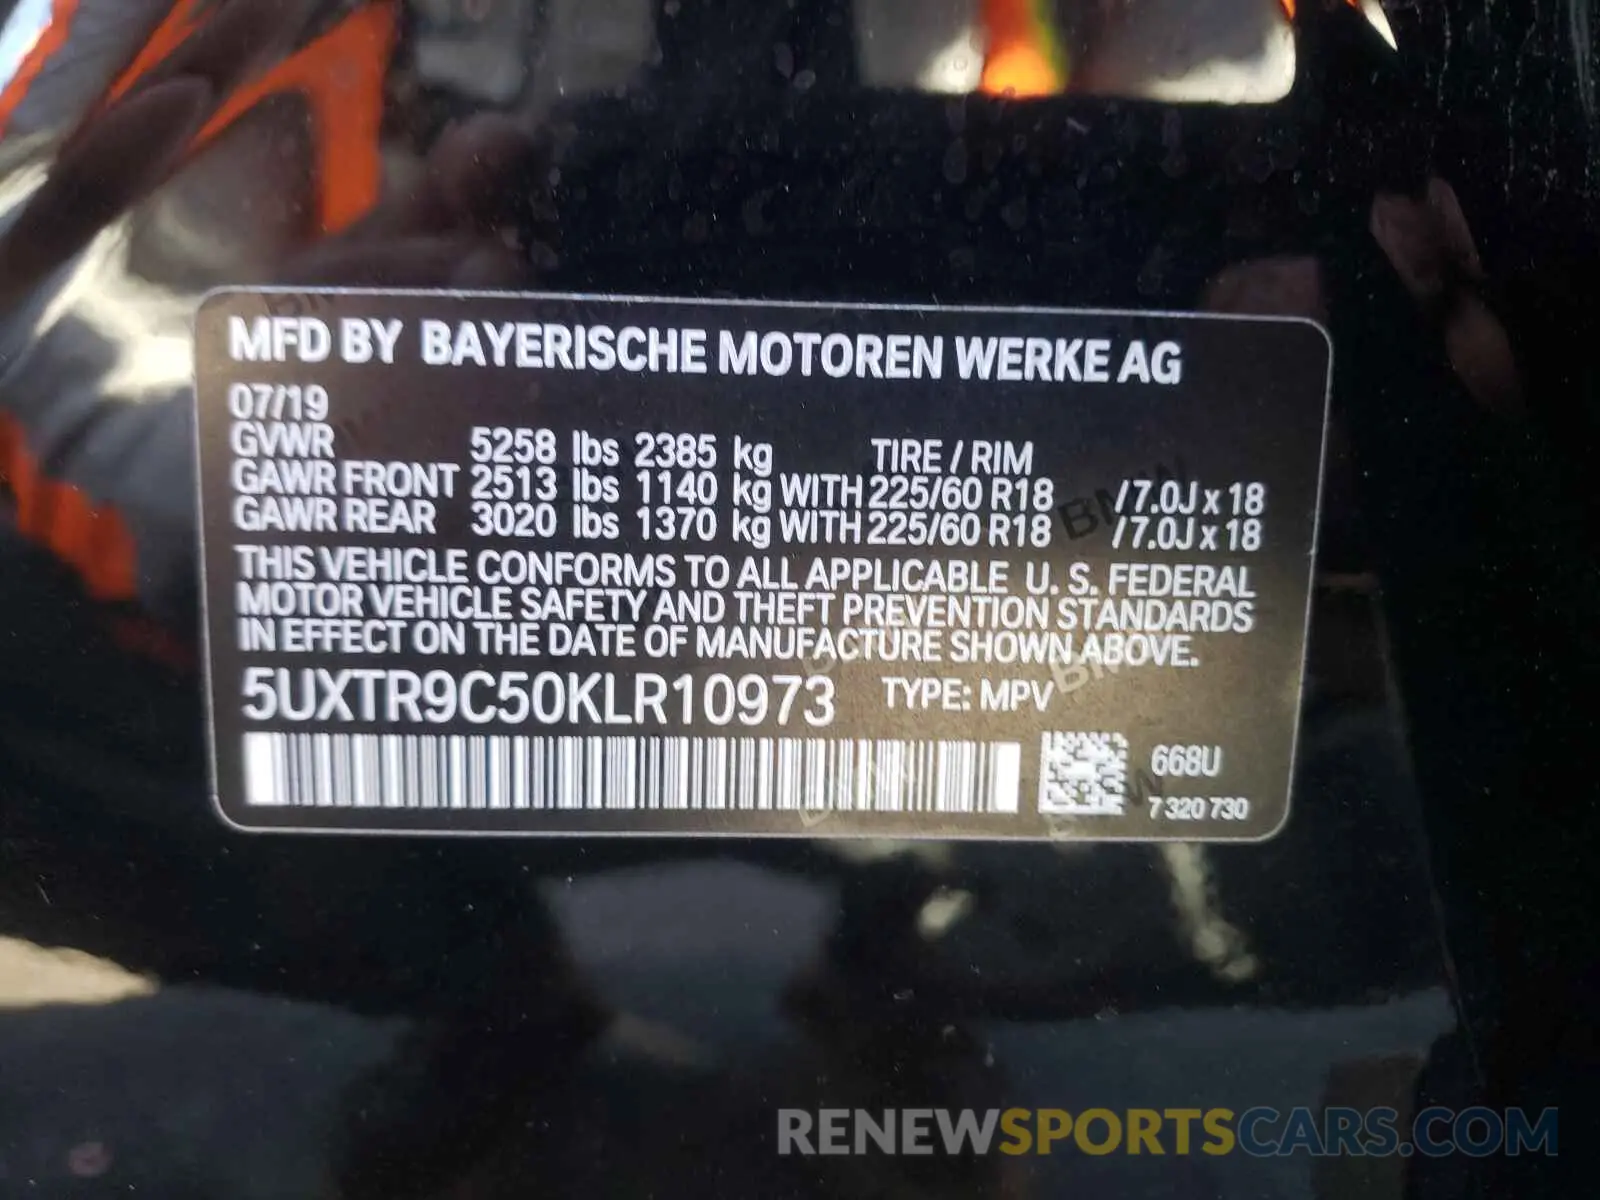 MFD BY BAYERISCHE MOTOREN WERKE AG
07/19
GVWR 5258 lbs 2385 kg TIRE / RIM
GAWR FRONT 2513 lbs 1140 kg WITH 225/60 R18 /7.0J x 18
GAWR REAR 3020 lbs 1370 kg WITH 225/60 R18 /7.0J x 18
THIS VEHICLE CONFORMS TO ALL APPLICABLE U. S. FEDERAL
MOTOR VEHICLE SAFETY AND THEFT PREVENTION STANDARDS
IN EFFECT ON THE DATE OF MANUFACTURE SHOWN ABOVE.
5UXTR9C50KLR10973 TYPE: MPV
668U
7 320 730
RENEWSPORTSCARS.COM